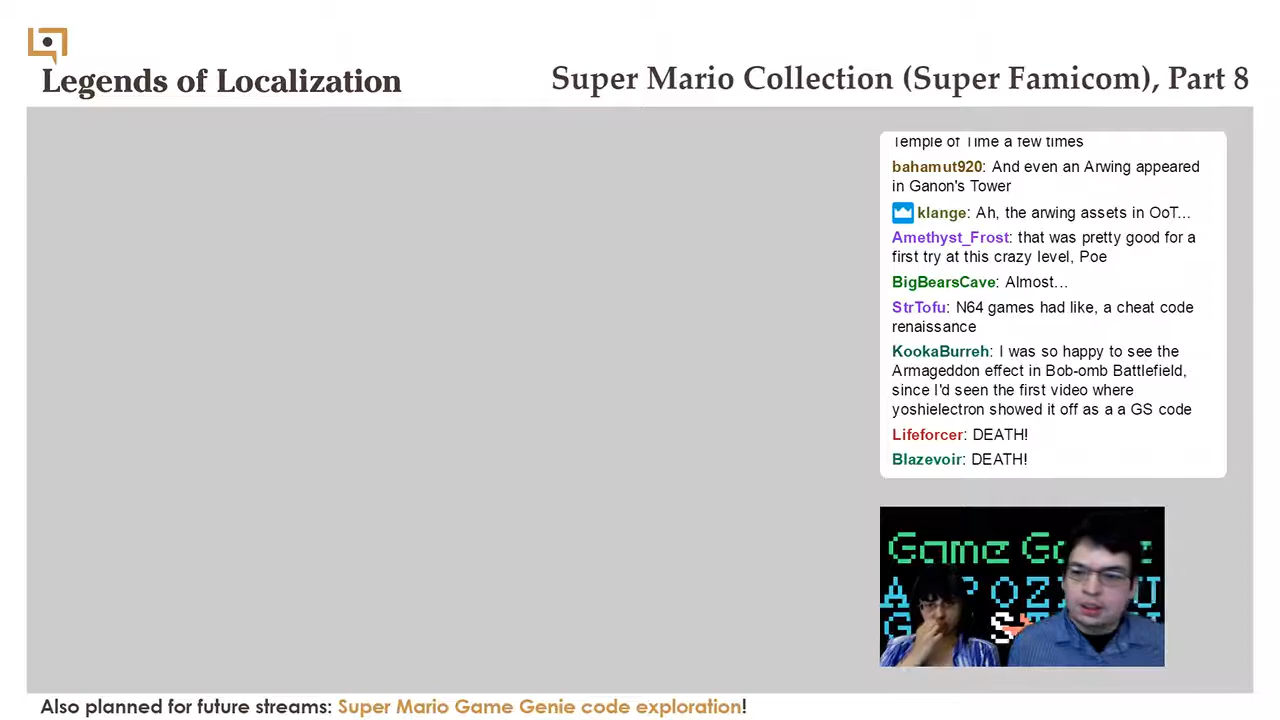 Legends of Localization
Super Mario Collection (Super Famicom), Part 8
Temple of Time a few times
bahamut920: And even an Arwing appeared
in Ganon's Tower
klange: Ah, the arwing assets in OoT...
Amethyst_Frost: that was pretty good for a
first try at this crazy level, Poe
BigBearsCave: Almost...
StrTofu: N64 games had like, a cheat code
renaissance
KookaBurreh: I was so happy to see the
Armageddon effect in Bob-omb Battlefield,
since I'd seen the first video where
yoshielectron showed it off as a a GS code
Lifeforcer: DEATH!
Blazevoir: DEATH!
Game
Also planned for future streams: Super Mario Game Genie code exploration!